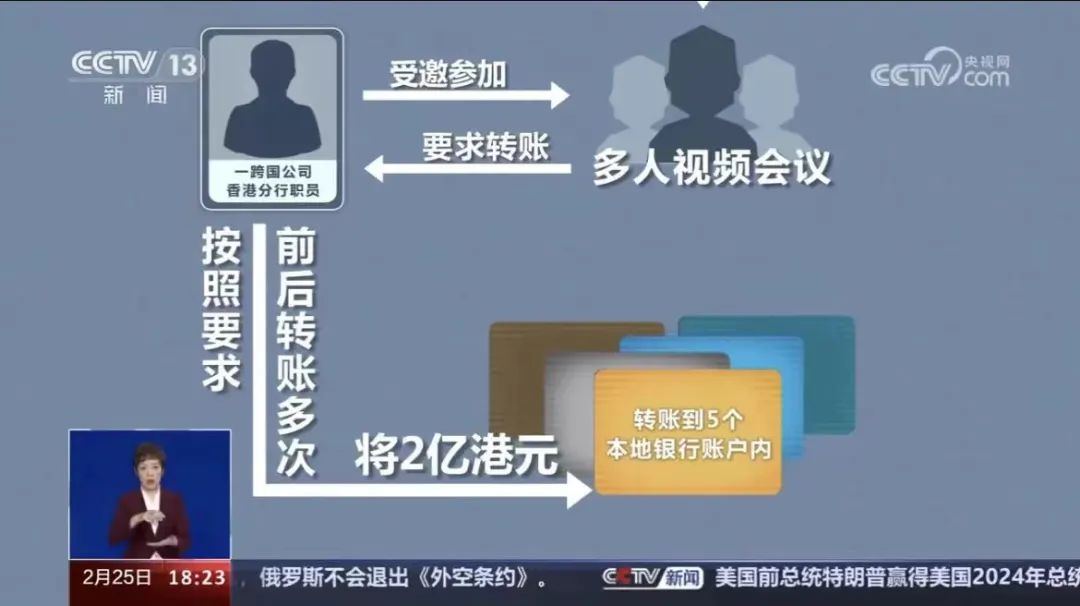 CCTV 13
新闻
央视网
CCTV com
受邀参加
要求转账
多人视频会议
一跨国公司
香港分行职员
按照要求
前后转账多次
将2亿港元
转账到5个
本地银行账户内
2月25日 18:23
，俄罗斯不会退出《外空条约》。
CCTV 新闻
美国前总统特朗普赢得美国2024年总统